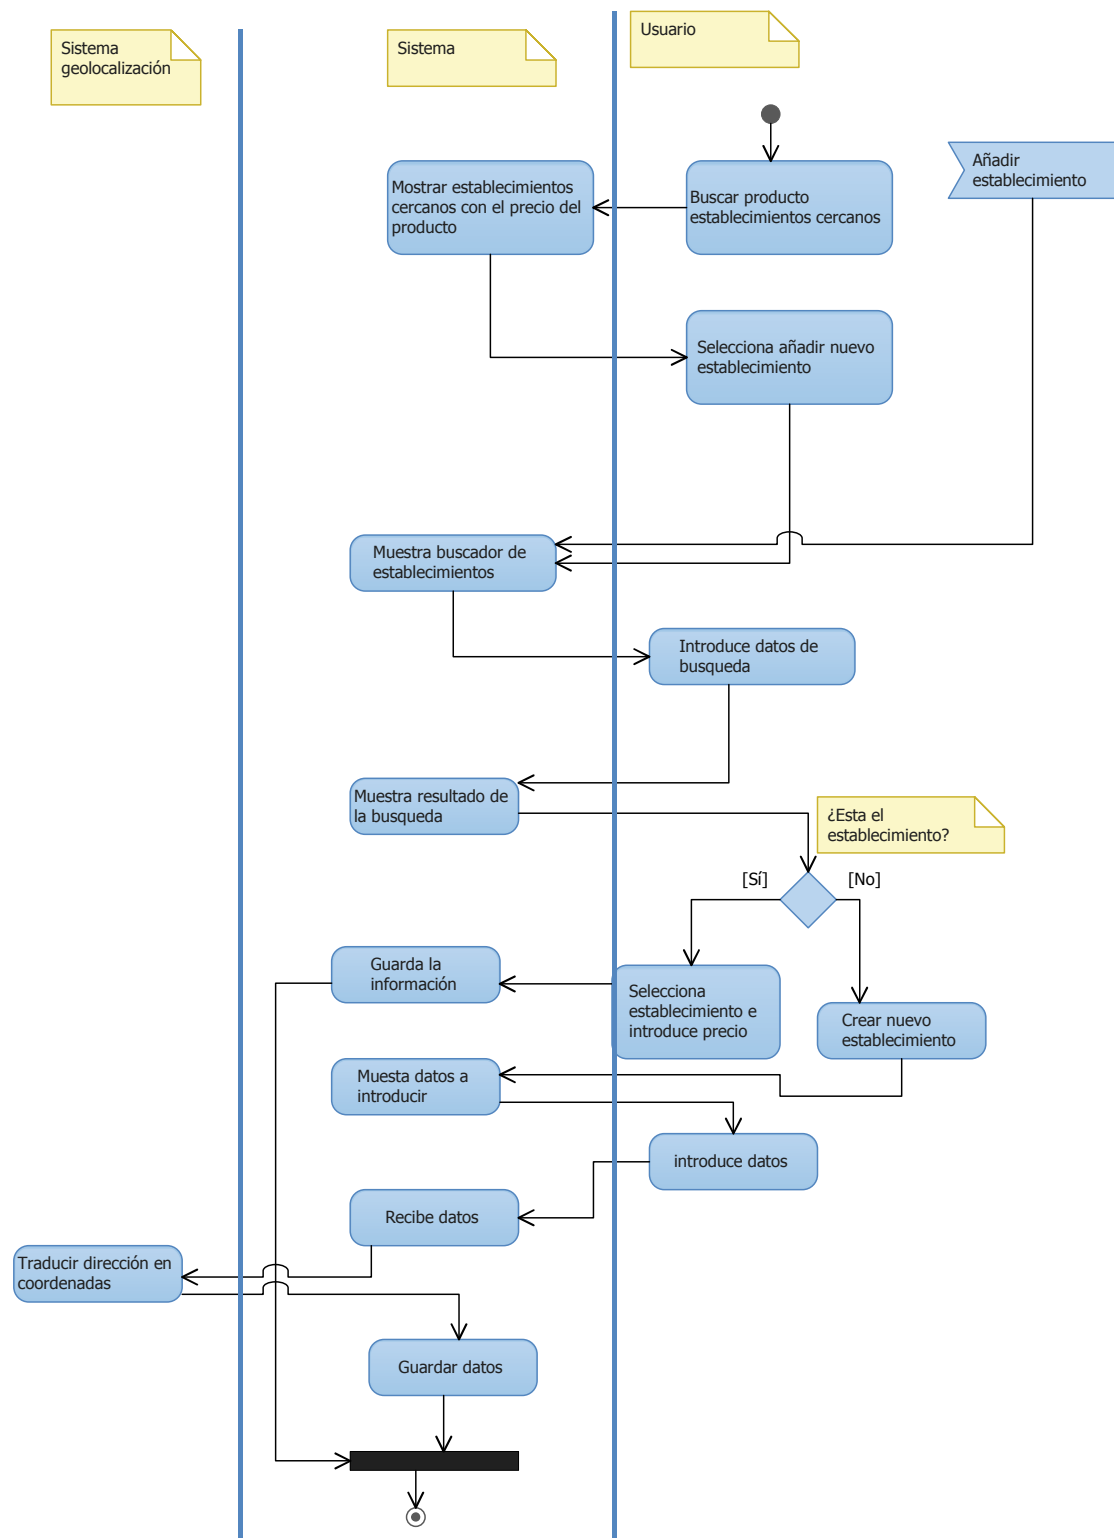 Sistema
geolocalización
Sistema
Usuario
Añadir
establecimiento
Mostrar establecimientos
cercanos con el precio del
producto
Buscar producto
establecimientos cercanos
Selecciona añadir nuevo
establecimiento
Muestra buscador de
establecimientos
Introduce datos de
busqueda
Muestra resultado de
la busqueda
¿Esta el
establecimiento?
[Sí]
[No]
Guarda la
información
Selecciona
establecimiento e
introduce precio
Crear nuevo
establecimiento
Muesta datos a
introducir
introduce datos
Recibe datos
Traducir dirección en
coordenadas
Guardar datos